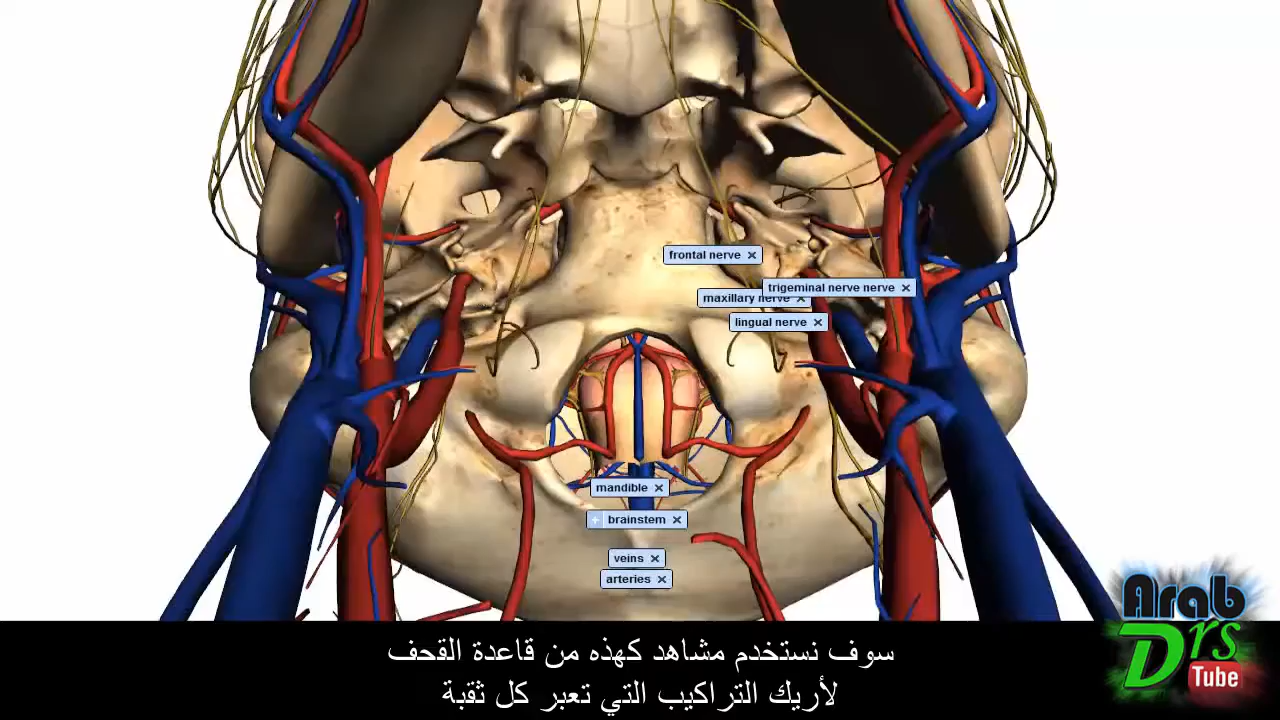 frontal nerve
trigeminal nerve nerve
maxillary nerve
lingual nerve
mandible
brainstem
veins
arteries
سوف نستخدم مشاهد كهذه من قاعدة القحف
لأريك التراكيب التي تعبر كل ثقبة
Arab
Drs
Tube